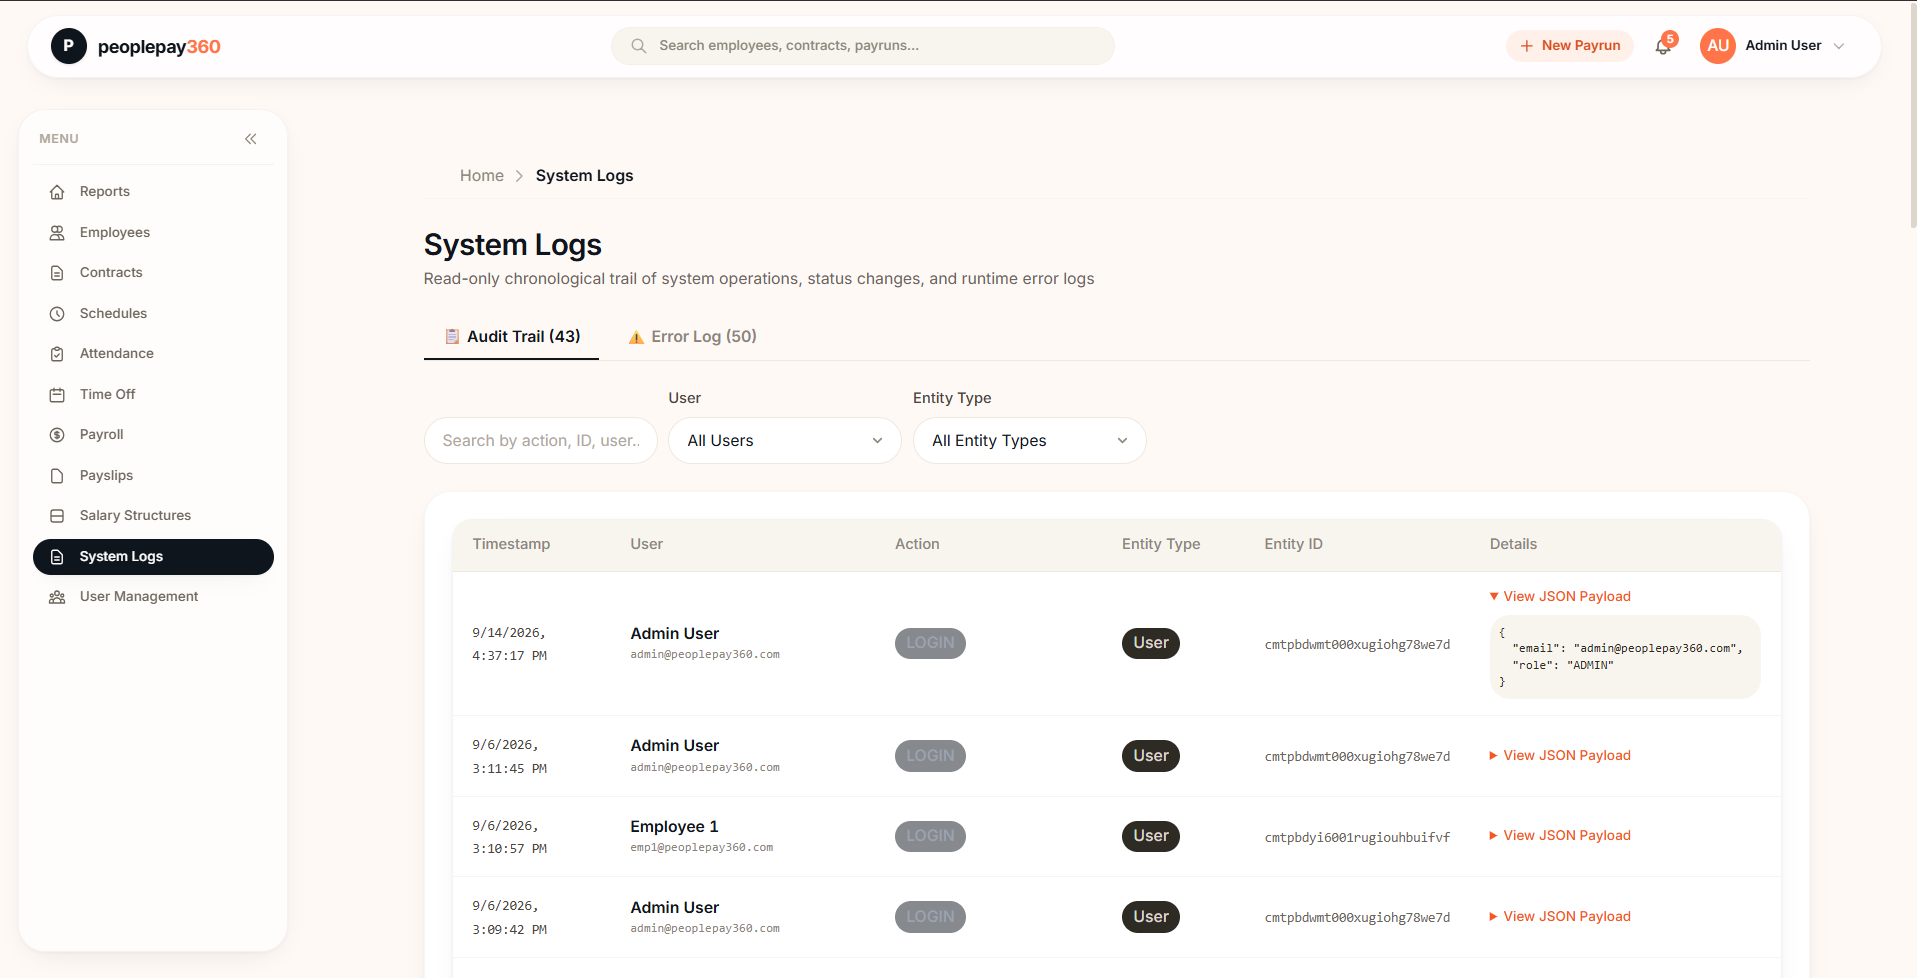 P peoplepay360
Search employees, contracts, payruns...
+ New Payrun
5
AU Admin User
MENU
Reports
Employees
Contracts
Schedules
Attendance
Time Off
Payroll
Payslips
Salary Structures
System Logs
User Management
Home > System Logs
System Logs
Read-only chronological trail of system operations, status changes, and runtime error logs
Audit Trail (43)
Error Log (50)
User
Entity Type
Search by action, ID, user..
All Users
All Entity Types
Timestamp User Action Entity Type Entity ID Details
9/14/2026,
4:37:17 PM
Admin User
admin@peoplepay360.com
LOGIN
User
cmtpbdwmt000xugiohg78we7d
▼ View JSON Payload
{
"email": "admin@peoplepay360.com",
"role": "ADMIN"
}
9/6/2026,
3:11:45 PM
Admin User
admin@peoplepay360.com
LOGIN
User
cmtpbdwmt000xugiohg78we7d
▶ View JSON Payload
9/6/2026,
3:10:57 PM
Employee 1
emp1@peoplepay360.com
LOGIN
User
cmtpbdyi6001rugiouhbuifvf
▶ View JSON Payload
9/6/2026,
3:09:42 PM
Admin User
admin@peoplepay360.com
LOGIN
User
cmtpbdwmt000xugiohg78we7d
▶ View JSON Payload